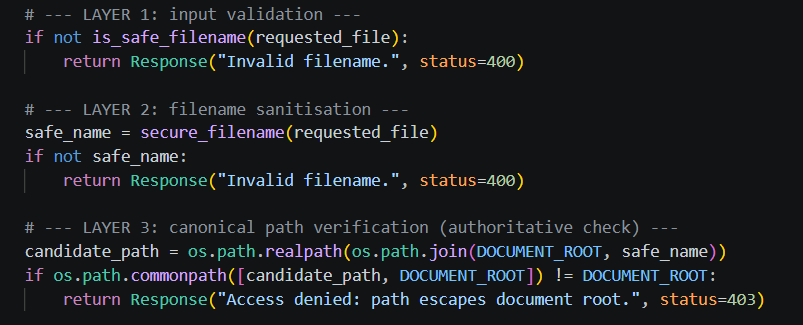 # --- LAYER 1: input validation ---
if not is_safe_filename(requested_file):
    return Response("Invalid filename.", status=400)

# --- LAYER 2: filename sanitisation ---
safe_name = secure_filename(requested_file)
if not safe_name:
    return Response("Invalid filename.", status=400)

# --- LAYER 3: canonical path verification (authoritative check) ---
candidate_path = os.path.realpath(os.path.join(DOCUMENT_ROOT, safe_name))
if os.path.commonpath([candidate_path, DOCUMENT_ROOT]) != DOCUMENT_ROOT:
    return Response("Access denied: path escapes document root.", status=403)